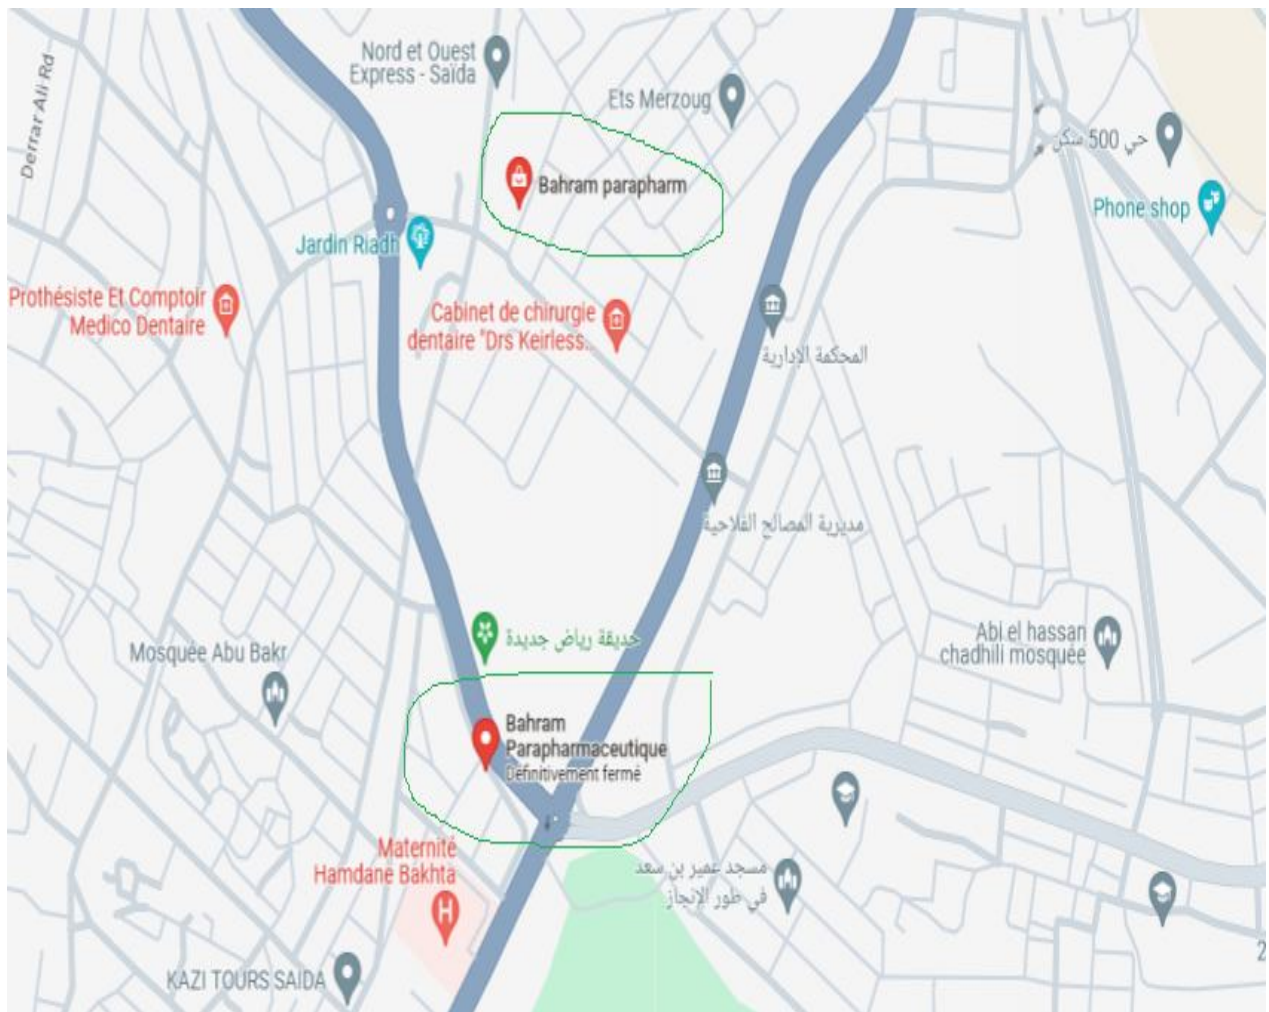 Derrar Ali Rd
Nord et Ouest
Express - Saïda
Ets Merzoug
حي 500 سكن
Bahram parapharm
Phone shop
Jardin Riadh
Prothésiste Et Comptoir
Medico Dentaire
Cabinet de chirurgie
dentaire "Drs Keirless...
المحكمة الإدارية
مديرية المصالح الفلاحية
حديقة رياض جديدة
Mosquée Abu Bakr
Abi el hassan
chadhili mosquée
Bahram
Parapharmaceutique
Définitivement fermé
Maternité
Hamdane Bakhta
مسجد عمير بن سعد
في طور الإنجاز
KAZI TOURS SAIDA
2